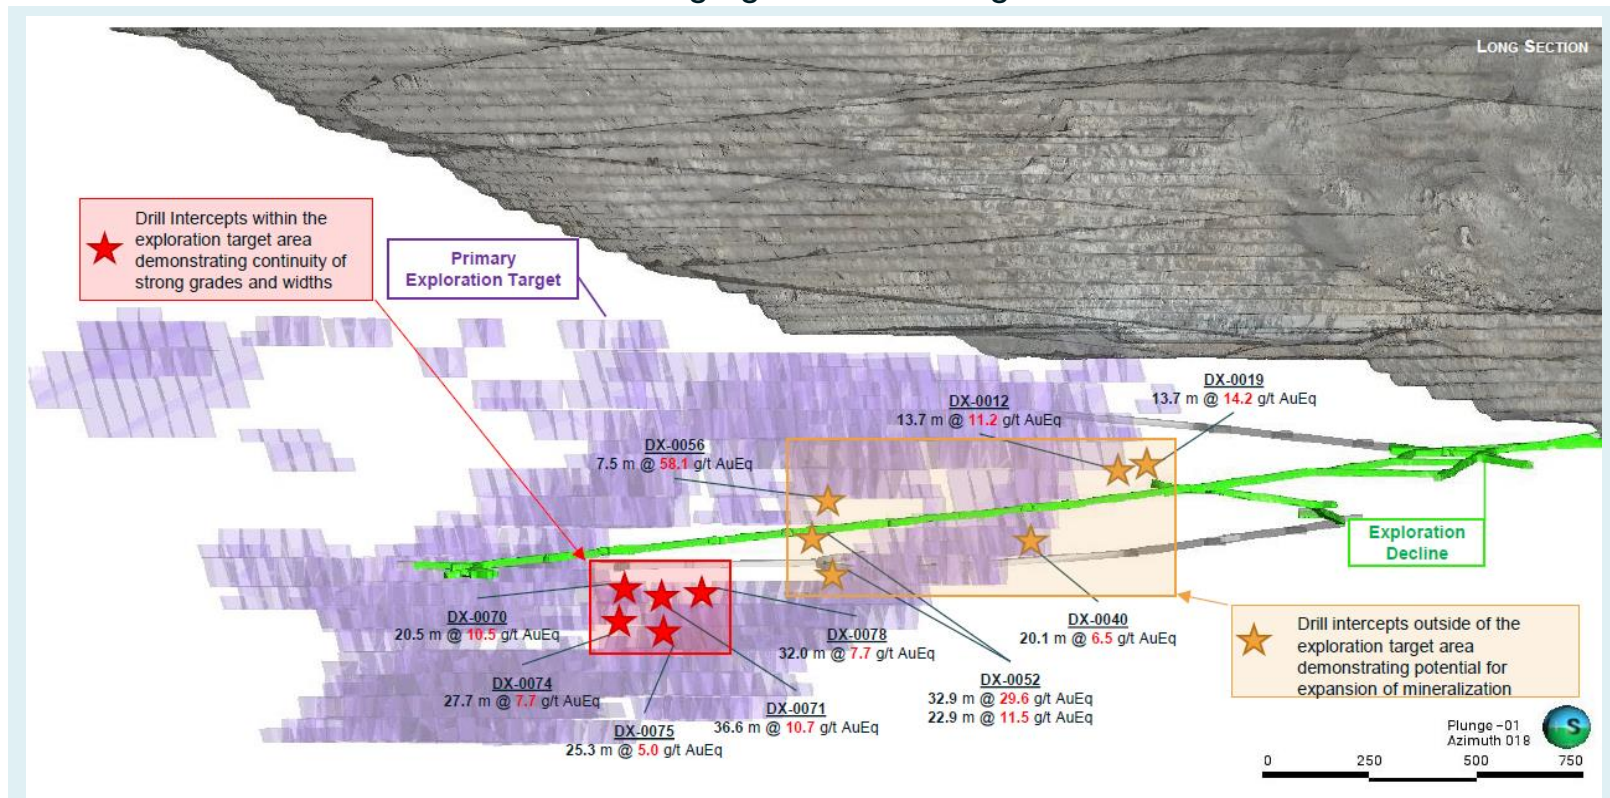 LONG SECTION
Drill Intercepts within the
exploration target area
demonstrating continuity of
strong grades and widths
Primary
Exploration Target
DX-0019
13.7 m @ 14.2 g/t AuEq
DX-0012
13.7 m @ 11.2 g/t AuEq
DX-0056
7.5 m @ 58.1 g/t AuEq
Exploration
Decline
DX-0070
20.5 m @ 10.5 g/t AuEq
DX-0078
32.0 m @ 7.7 g/t AuEq
DX-0040
20.1 m @ 6.5 g/t AuEq
Drill intercepts outside of the
exploration target area
demonstrating potential for
expansion of mineralization
DX-0074
27.7 m @ 7.7 g/t AuEq
DX-0052
32.9 m @ 29.6 g/t AuEq
22.9 m @ 11.5 g/t AuEq
DX-0071
36.6 m @ 10.7 g/t AuEq
DX-0075
25.3 m @ 5.0 g/t AuEq
Plunge -01
Azimuth 018
S
0 250 500 750